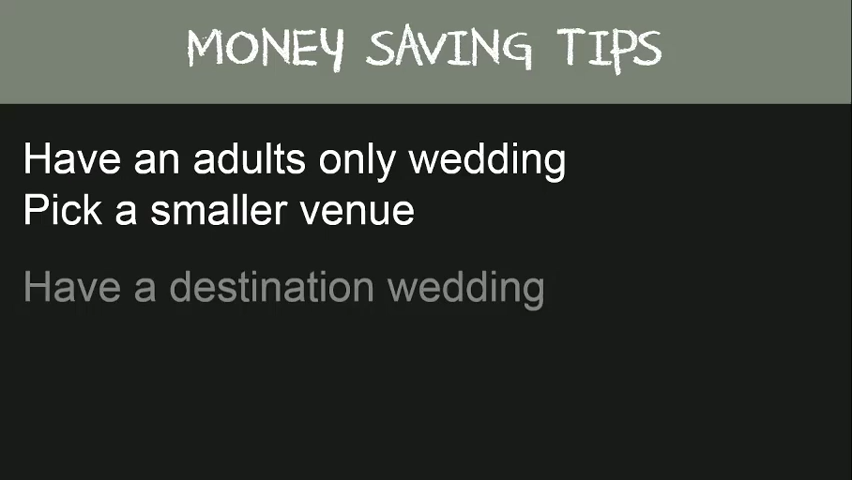 MONEY SAVING TIPS
Have an adults only wedding
Pick a smaller venue
Have a destination wedding